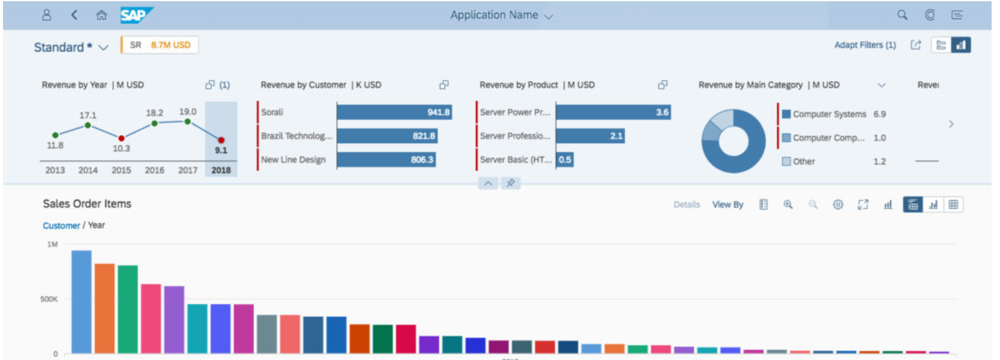 SAP
Application Name
Standard *
SR 8.7M USD
Adapt Filters (1)
Revenue by Year | M USD
(1)
17.1
18.2
19.0
11.8
10.3
9.1
2013 2014 2015 2016 2017 2018
Revenue by Customer | K USD
Sorali 941.8
Brazil Technolog... 821.8
New Line Design 806.3
Revenue by Product | M USD
Server Power Pr... 3.6
Server Professio... 2.1
Server Basic (HT... 0.5
Revenue by Main Category | M USD
Computer Systems 6.9
Computer Comp... 1.0
Other 1.2
Sales Order Items
Details View By
Customer / Year
1M
500K
0